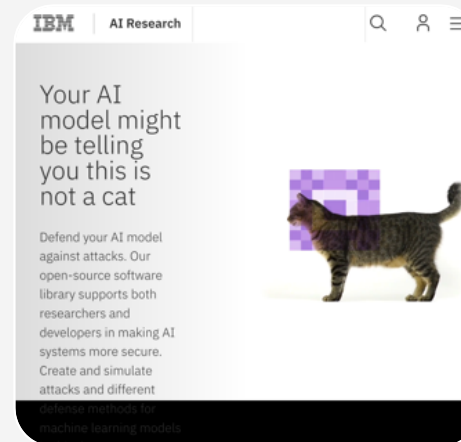 IBM
AI Research
Your AI
model might
be telling
you this is
not a cat
Defend your AI model
against attacks. Our
open-source software
library supports both
researchers and
developers in making AI
systems more secure.
Create and simulate
attacks and different
defense methods for
machine learning models